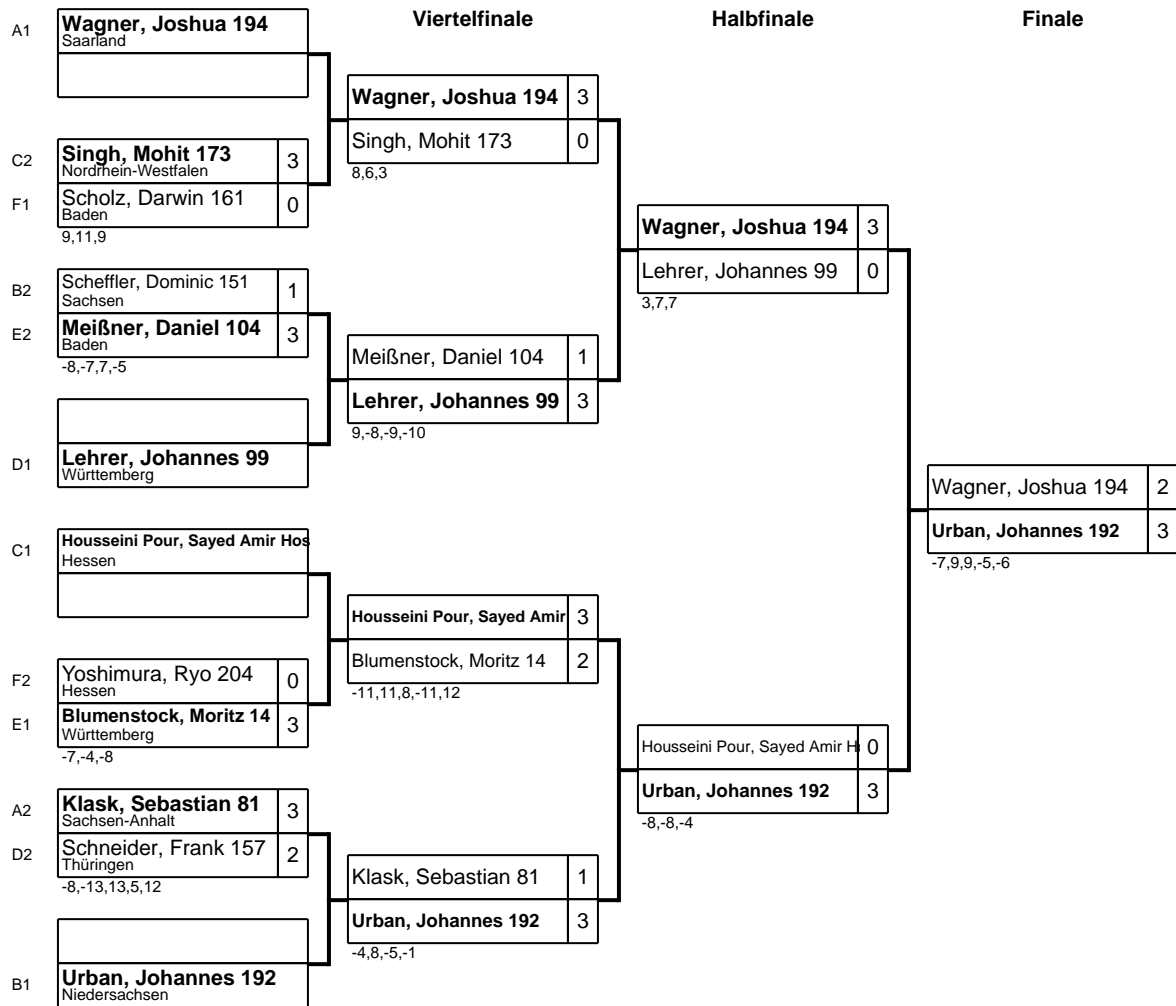 Viertelfinale
Halbfinale
Finale
A1
Wagner, Joshua 194
Saarland
C2
Singh, Mohit 173
3
Nordrhein-Westfalen
F1
Scholz, Darwin 161
0
Baden
9,11,9
B2
Scheffler, Dominic 151
1
Sachsen
E2
Meißner, Daniel 104
3
Baden
-8,-7,7,-5
D1
Lehrer, Johannes 99
Württemberg
C1
Housseini Pour, Sayed Amir Hos
Hessen
F2
Yoshimura, Ryo 204
0
Hessen
E1
Blumenstock, Moritz 14
3
Württemberg
-7,-4,-8
A2
Klask, Sebastian 81
3
Sachsen-Anhalt
D2
Schneider, Frank 157
2
Thüringen
-8,-13,13,5,12
B1
Urban, Johannes 192
Niedersachsen
Wagner, Joshua 194
3
Singh, Mohit 173
0
8,6,3
Meißner, Daniel 104
1
Lehrer, Johannes 99
3
9,-8,-9,-10
Housseini Pour, Sayed Amir
3
Blumenstock, Moritz 14
2
-11,11,8,-11,12
Klask, Sebastian 81
1
Urban, Johannes 192
3
-4,8,-5,-1
Wagner, Joshua 194
3
Lehrer, Johannes 99
0
3,7,7
Housseini Pour, Sayed Amir H
0
Urban, Johannes 192
3
-8,-8,-4
Wagner, Joshua 194
2
Urban, Johannes 192
3
-7,9,9,-5,-6